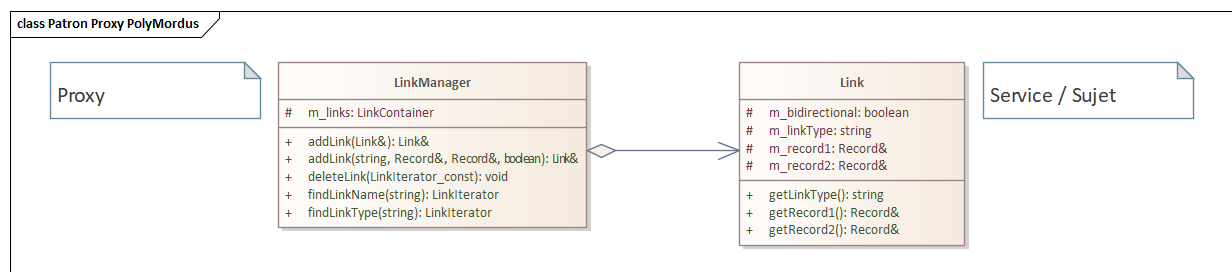 class Patron Proxy PolyMordus
Proxy
LinkManager
# m_links: LinkContainer
+ addLink(Link&): Link&
+ addLink(string, Record&, Record&, boolean): Link&
+ deleteLink(LinkIterator_const): void
+ findLinkName(string): LinkIterator
+ findLinkType(string): LinkIterator
Link
# m_bidirectional: boolean
# m_linkType: string
# m_record1: Record&
# m_record2: Record&
+ getLinkType(): string
+ getRecord1(): Record&
+ getRecord2(): Record&
Service / Sujet